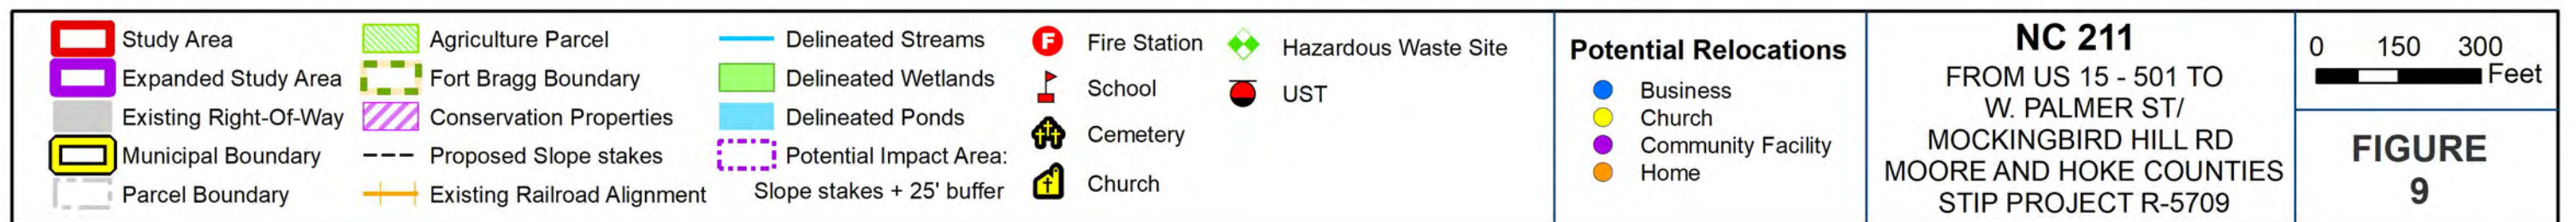 Study Area
Expanded Study Area
Existing Right-Of-Way
Municipal Boundary
Parcel Boundary
Agriculture Parcel
Fort Bragg Boundary
Conservation Properties
Proposed Slope stakes
Existing Railroad Alignment
Delineated Streams
Delineated Wetlands
Delineated Ponds
Potential Impact Area:
Slope stakes + 25' buffer
F
Fire Station
School
Cemetery
Church
Hazardous Waste Site
UST
Potential Relocations
Business
Church
Community Facility
Home
NC 211
FROM US 15 - 501 TO
W. PALMER ST/
MOCKINGBIRD HILL RD
MOORE AND HOKE COUNTIES
STIP PROJECT R-5709
0 150 300
Feet
FIGURE
9